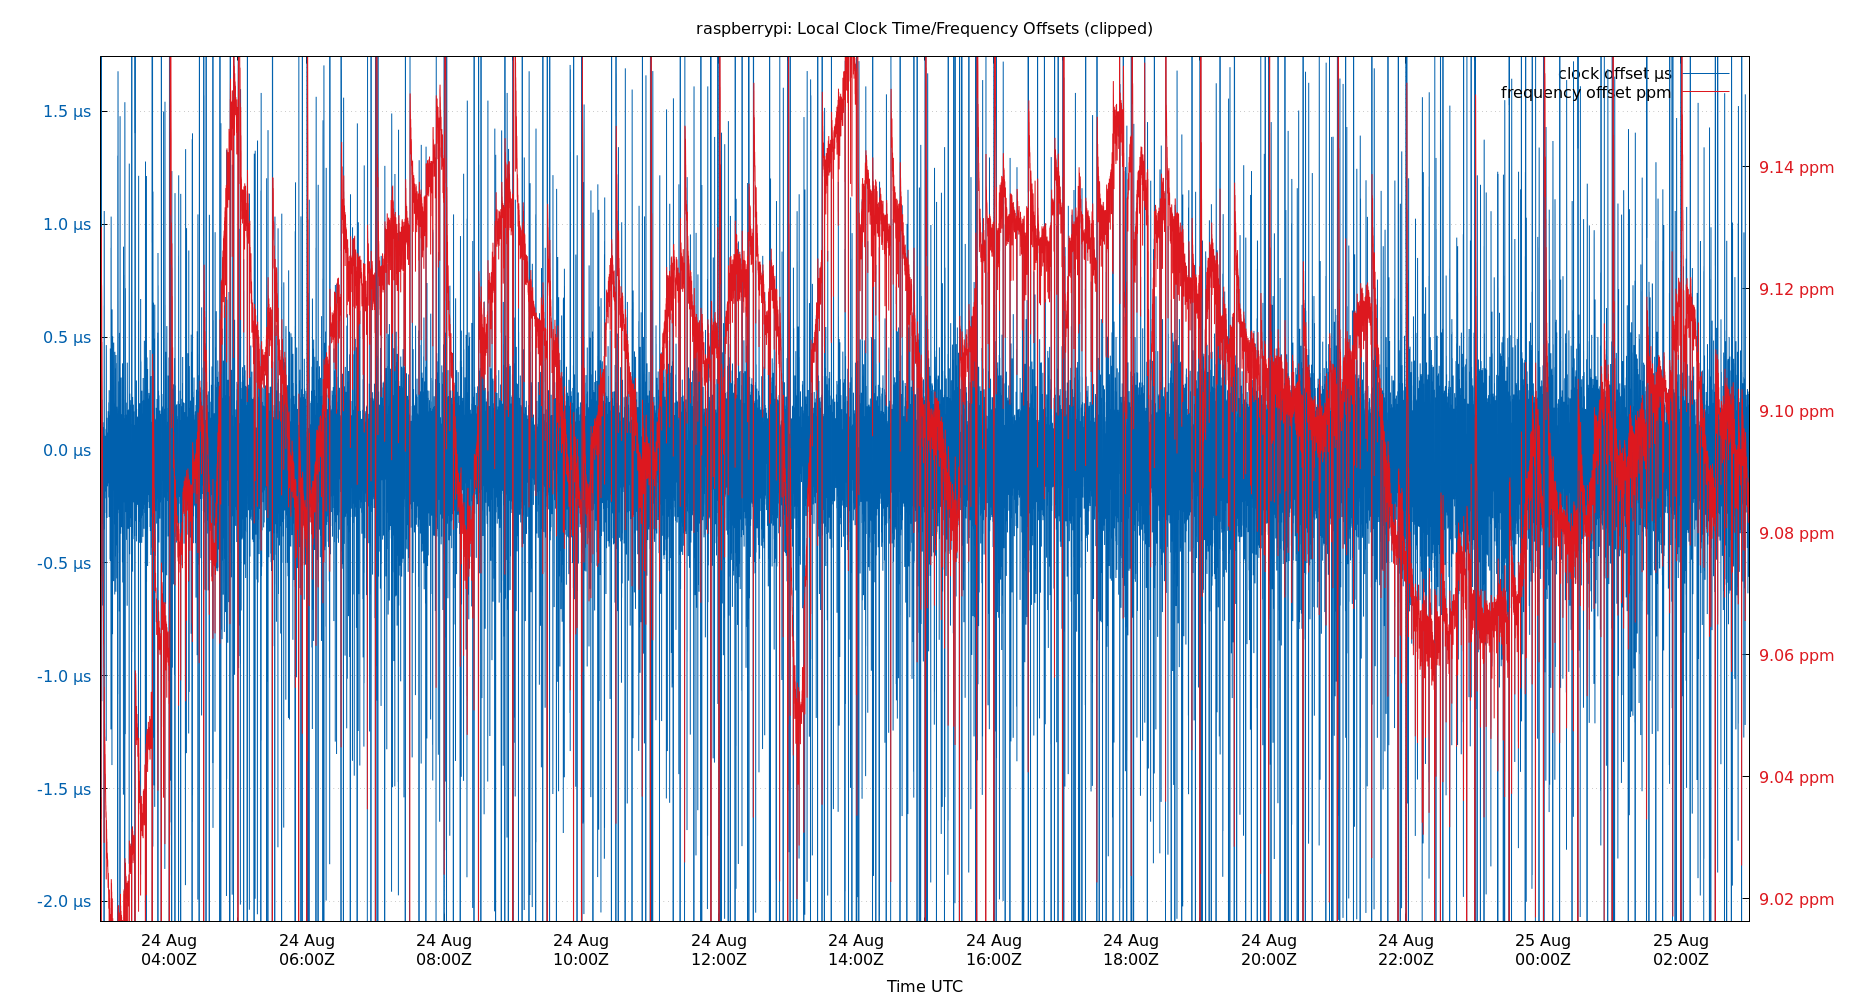 raspberrypi: Local Clock Time/Frequency Offsets (clipped)
clock offset μs
frequency offset ppm
1.5 μs
1.0 μs
0.5 μs
0.0 μs
-0.5 μs
-1.0 μs
-1.5 μs
-2.0 μs
9.14 ppm
9.12 ppm
9.10 ppm
9.08 ppm
9.06 ppm
9.04 ppm
9.02 ppm
24 Aug 24 Aug 24 Aug 24 Aug 24 Aug 24 Aug 24 Aug 24 Aug 24 Aug 24 Aug 25 Aug 25 Aug
04:00Z 06:00Z 08:00Z 10:00Z 12:00Z 14:00Z 16:00Z 18:00Z 20:00Z 22:00Z 00:00Z 02:00Z
Time UTC